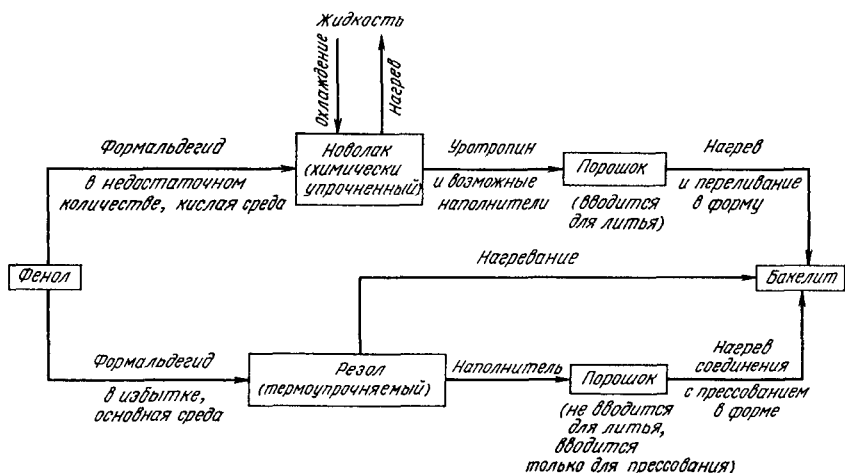 Жидкость
Охлаждение
Нагрев
Формальдегид
в недостаточном
количестве, кислая среда
Новолак
(химически
упрочненный)
Уротропин
и возможные
наполнители
Порошок
(вводится
для литья)
Нагрев
и переливание
в форму
Фенол
Нагревание
Бакелит
Формальдегид
в избытке,
основная среда
Резол
(термоупрочняемый)
Наполнитель
Порошок
(не вводится
для литья,
вводится
только для прессования)
Нагрев
соединения
с прессованием
в форме